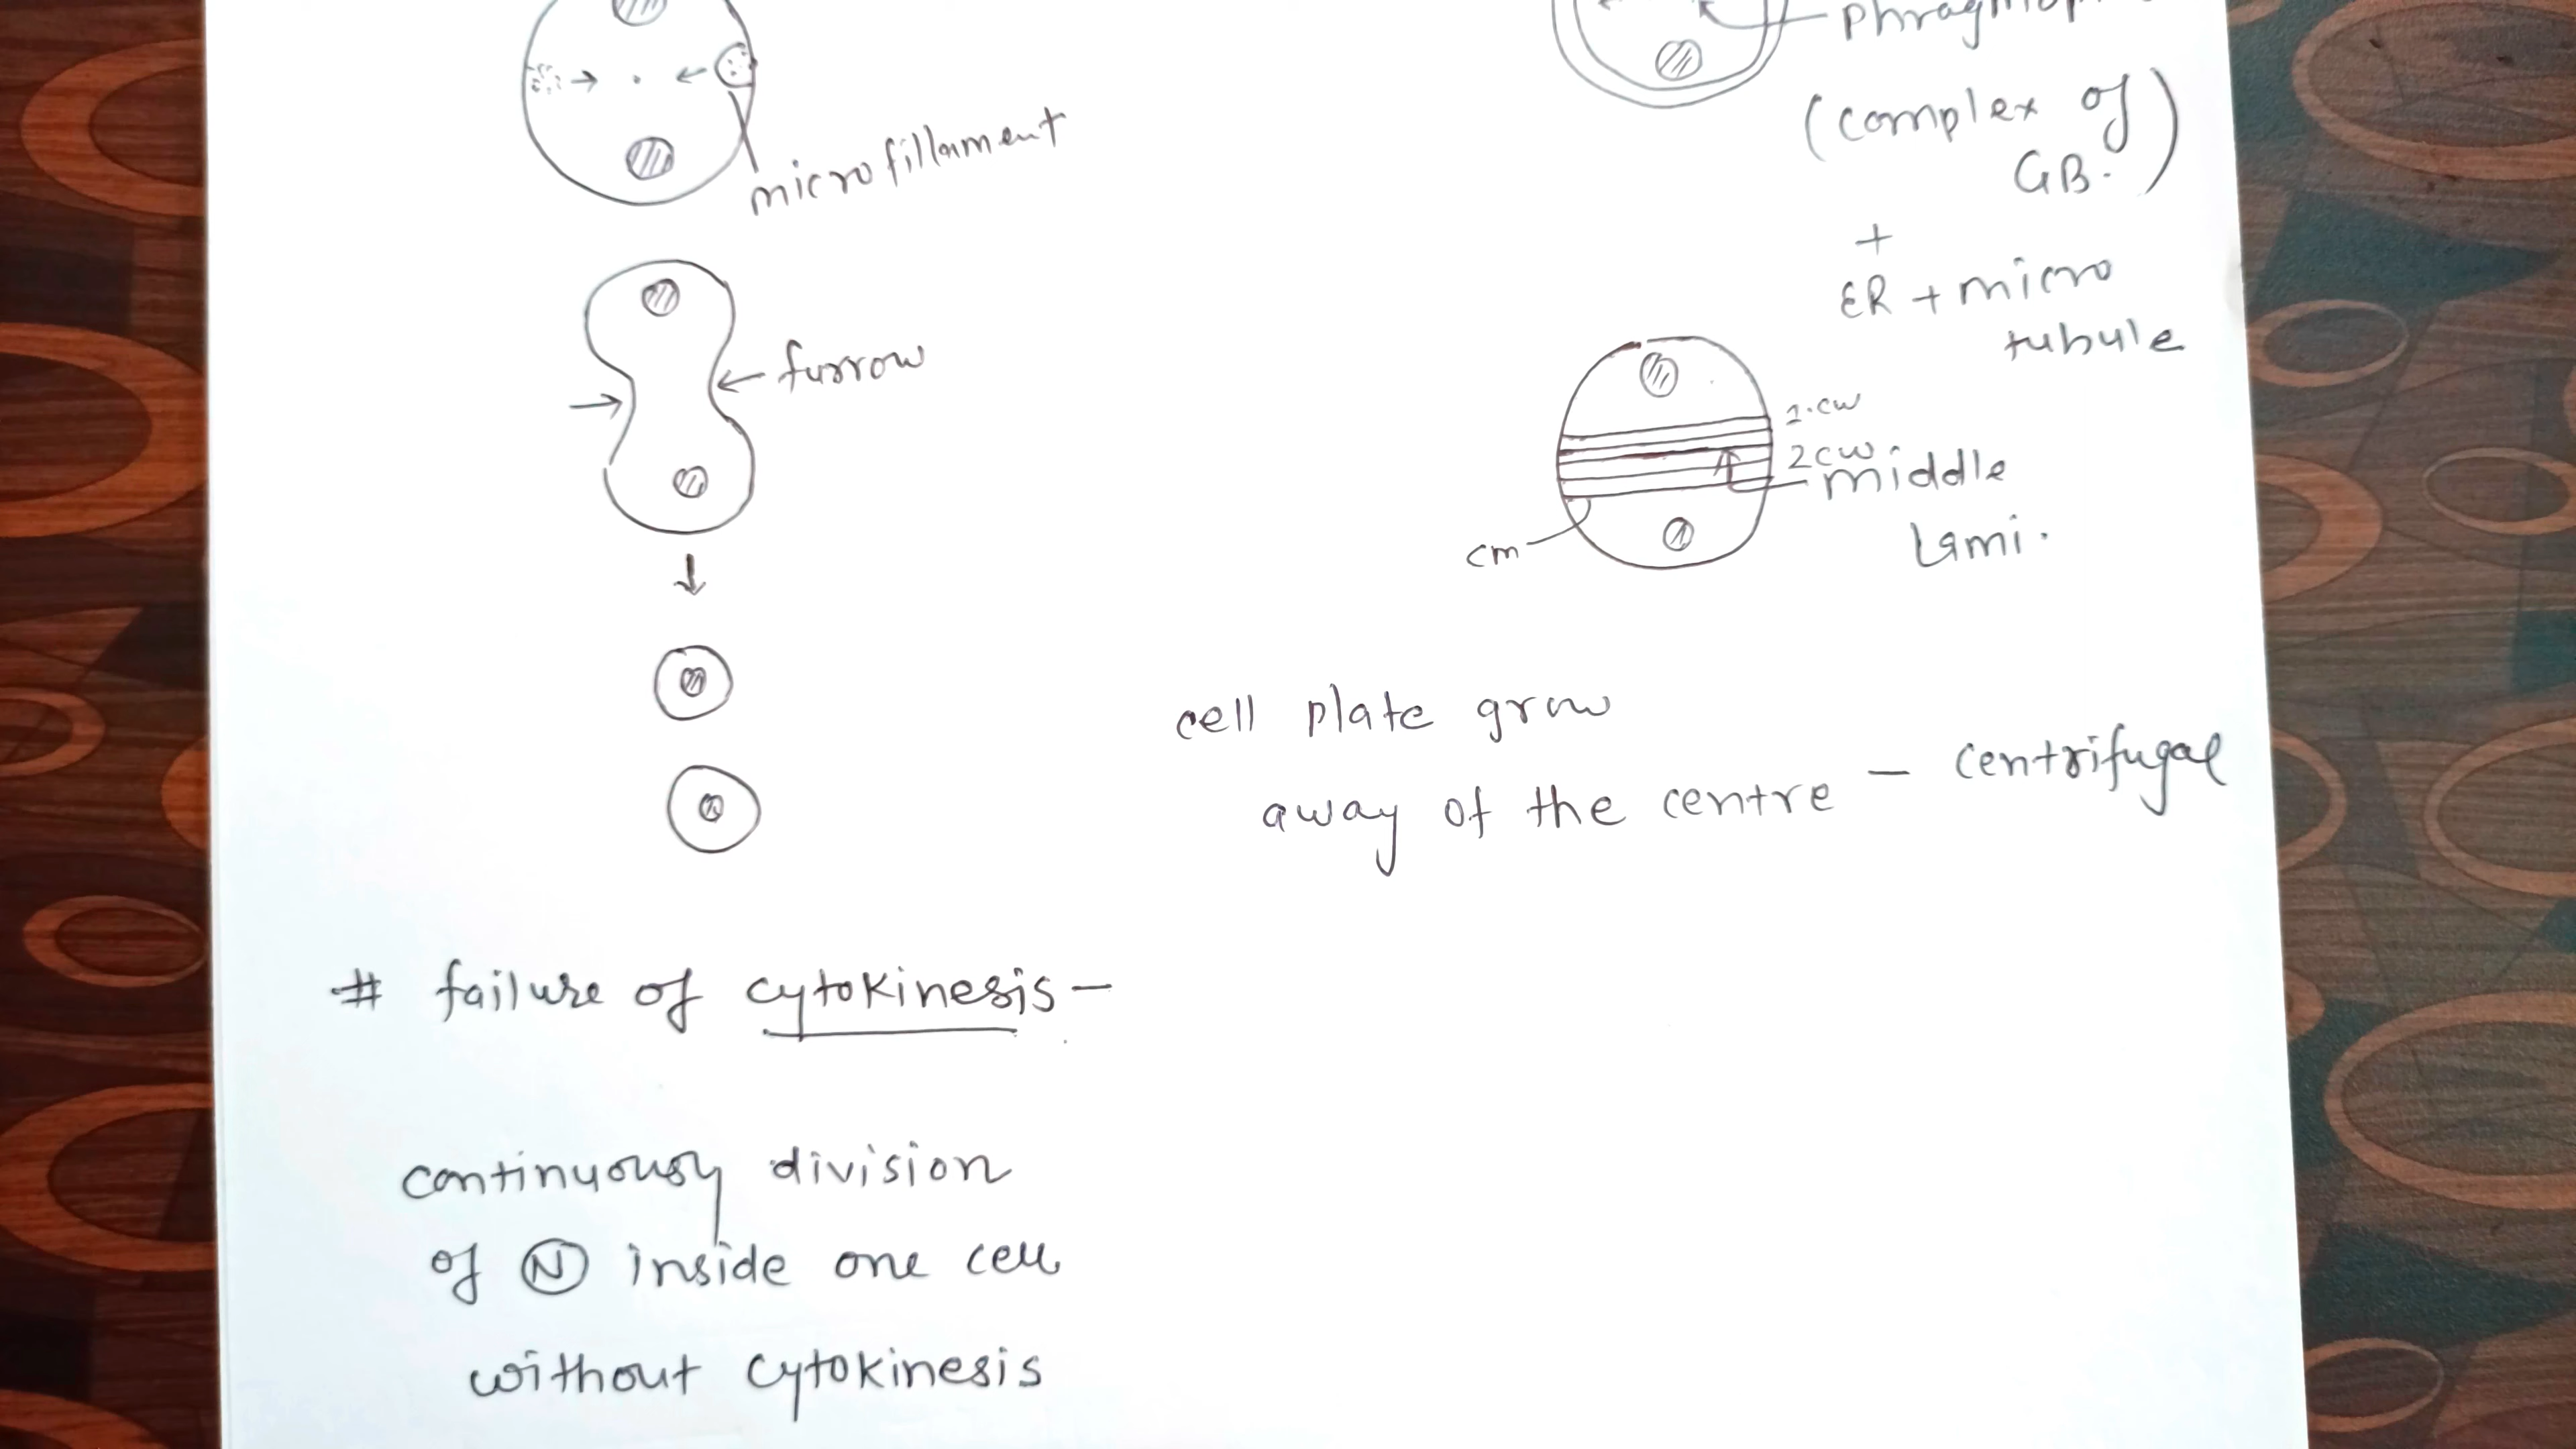 microfillament
furrow
(complex of
GB.)
+
ER + micro
tubule
1.cw
2cw
middle
Lami.
cm
cell plate grow
away of the centre - centrifugal
# failure of cytokinesis -
continuyousy division
of N inside one cell
without cytokinesis